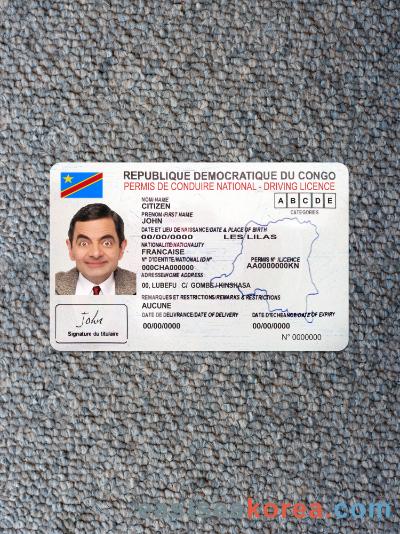 REPUBLIQUE DEMOCRATIQUE DU CONGO
PERMIS DE CONDUIRE NATIONAL - DRIVING LICENCE
NOM/NAME
CITIZEN
A B C D E
CATEGORIES
PRENOM/FIRST NAME
JOHN
DATE ET LIEU DE NAISSANCE/DATE & PLACE OF BIRTH
00/00/0000 LES LILAS
NATIONALITE/NATIONALITY
FRANCAISE
N° D'IDENTITE/NATIONAL ID N° PERMIS N° /LICENCE
000CHA000000 AA0000000KN
ADRESSE/HOME ADDRESS
00, LUBEFU C/ GOMBE/ KINSHASA
REMARQUES ET RESTRICTIONS/REMARKS & RESTRICTIONS
AUCUNE
DATE DE DELIVRANCE/DATE OF DELIVERY DATE D'ECHEANCE/DATE OF EXPIRY
00/00/0000 00/00/0000
John
Signature du titulaire
N° 0000000
korea.com